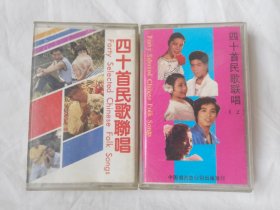 四十首民歌聯唱
Forty Selected Chinese Folk Songs
四十首民歌联唱
Forty Selected Chinese Folk Songs